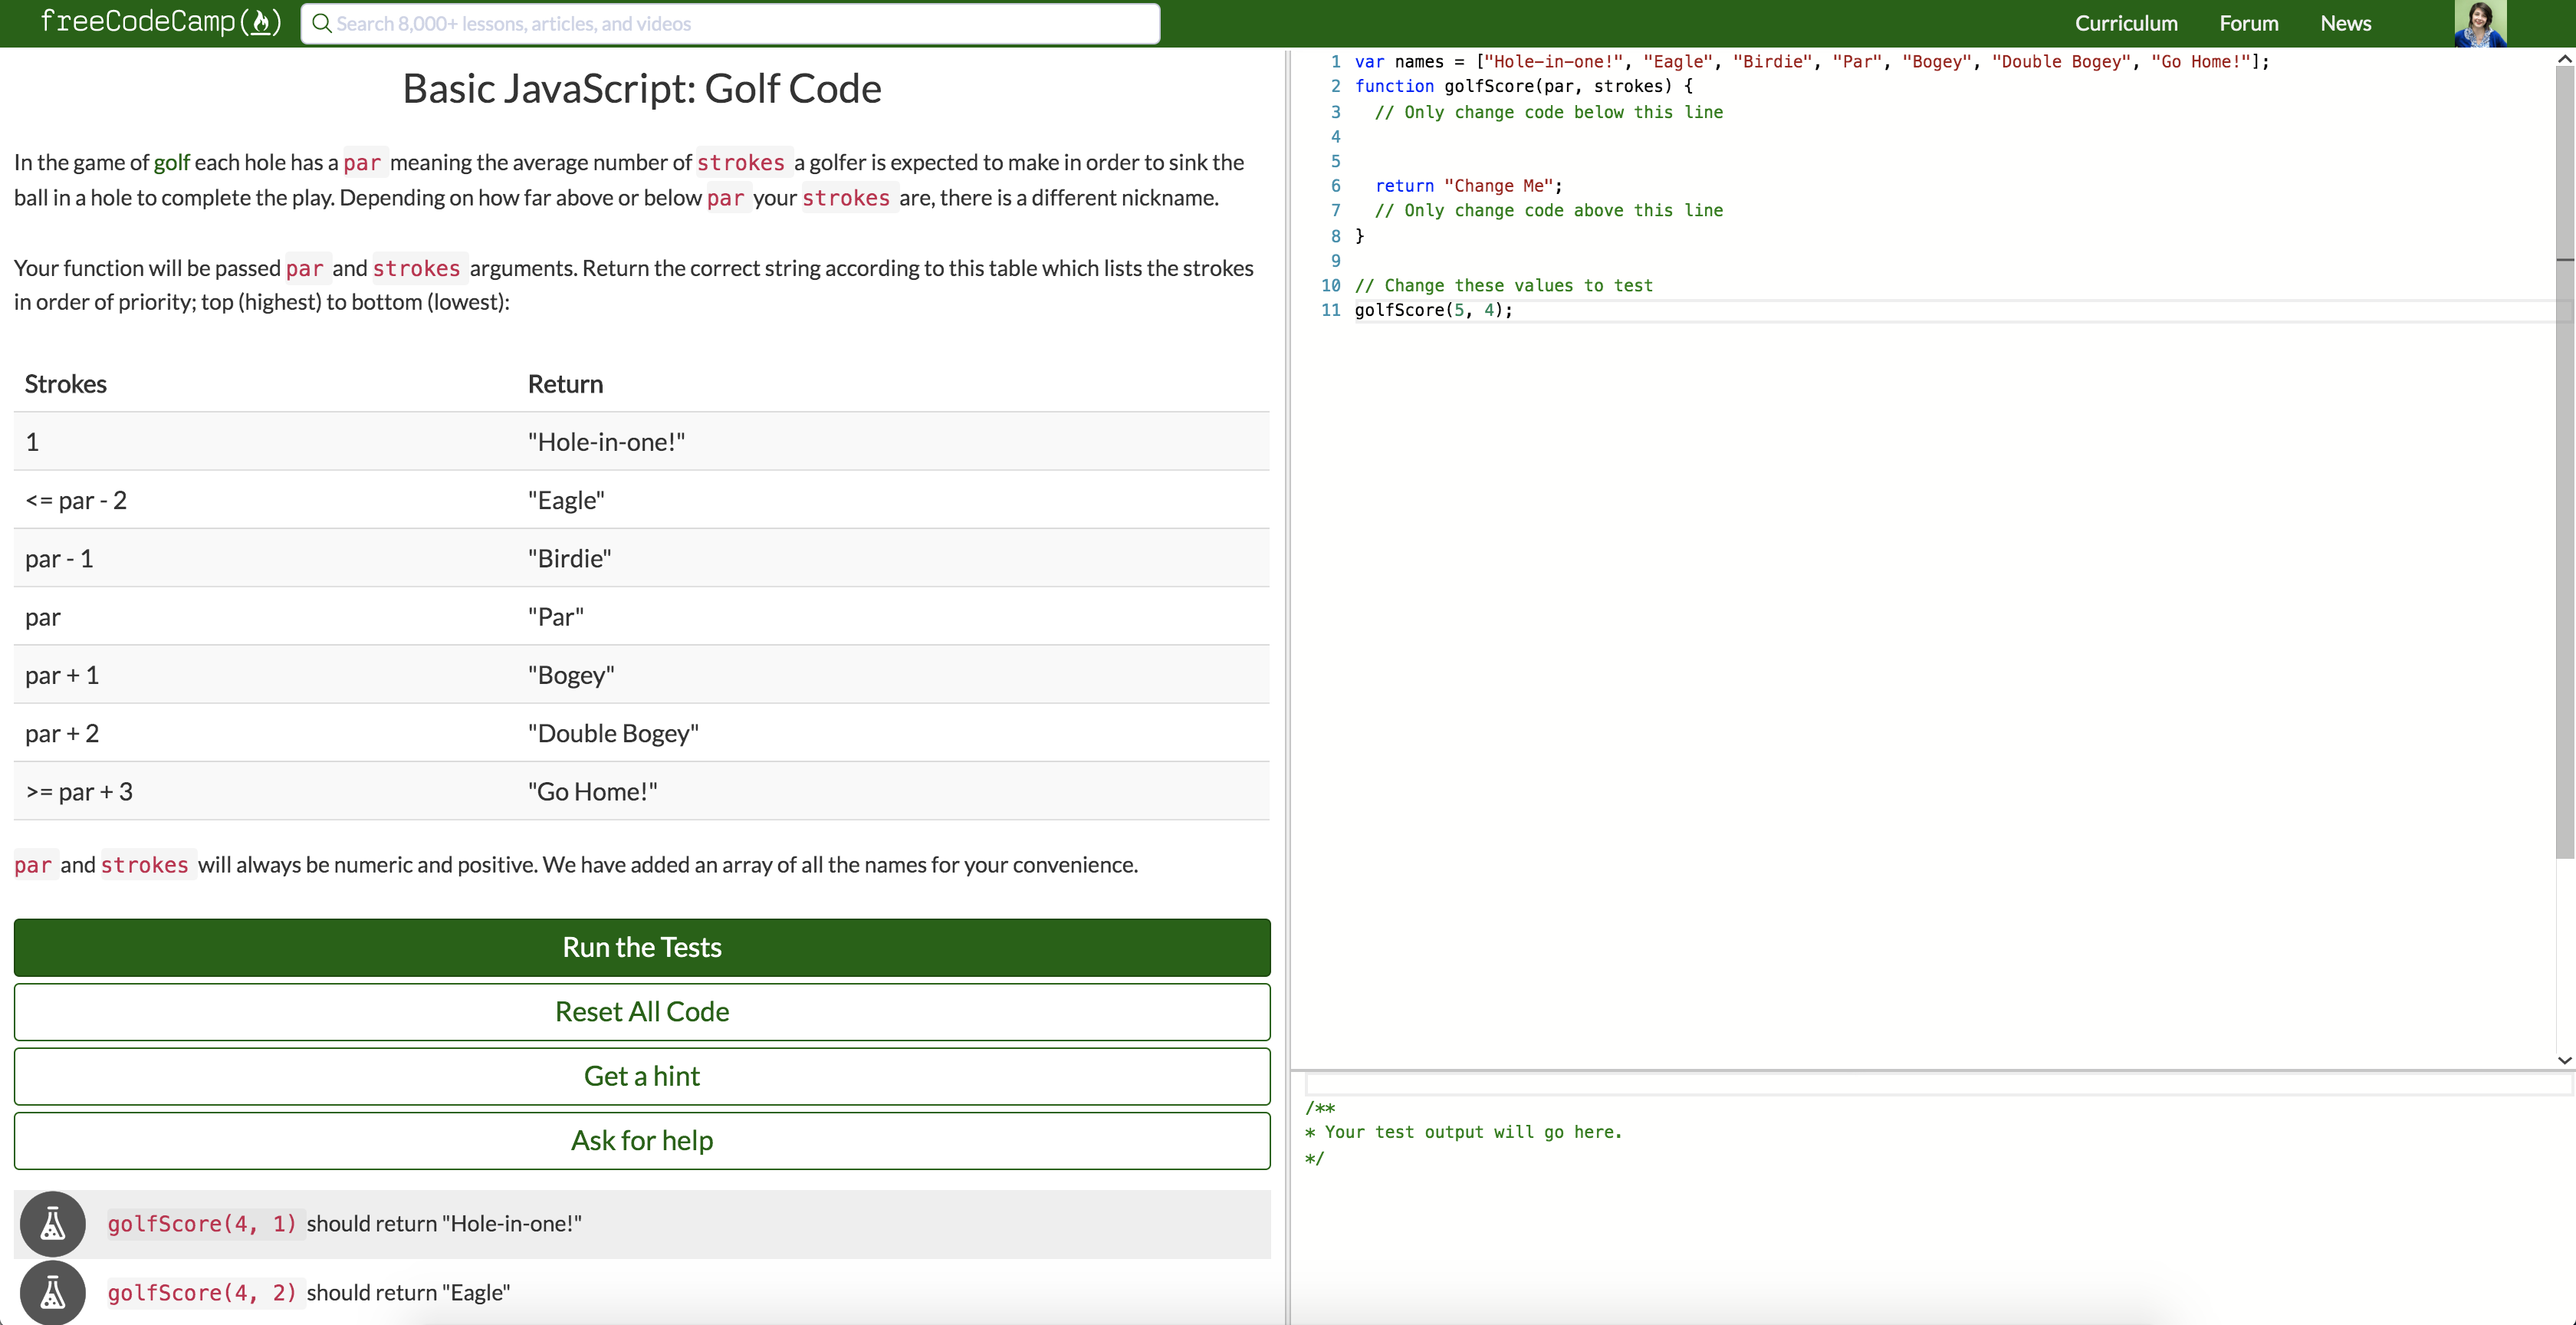 freeCodeCamp
Search 8,000+ lessons, articles, and videos
Curriculum
Forum
News
Basic JavaScript: Golf Code
In the game of golf each hole has a par meaning the average number of strokes a golfer is expected to make in order to sink the
ball in a hole to complete the play. Depending on how far above or below par your strokes are, there is a different nickname.
Your function will be passed par and strokes arguments. Return the correct string according to this table which lists the strokes
in order of priority; top (highest) to bottom (lowest):
Strokes Return
1 "Hole-in-one!"
<= par - 2 "Eagle"
par - 1 "Birdie"
par "Par"
par + 1 "Bogey"
par + 2 "Double Bogey"
>= par + 3 "Go Home!"
par and strokes will always be numeric and positive. We have added an array of all the names for your convenience.
Run the Tests
Reset All Code
Get a hint
Ask for help
golfScore(4, 1) should return "Hole-in-one!"
golfScore(4, 2) should return "Eagle"
1 var names = ["Hole-in-one!", "Eagle", "Birdie", "Par", "Bogey", "Double Bogey", "Go Home!"];
2 function golfScore(par, strokes) {
3 // Only change code below this line
4
5
6 return "Change Me";
7 // Only change code above this line
8 }
9
10 // Change these values to test
11 golfScore(5, 4);
/**
* Your test output will go here.
*/